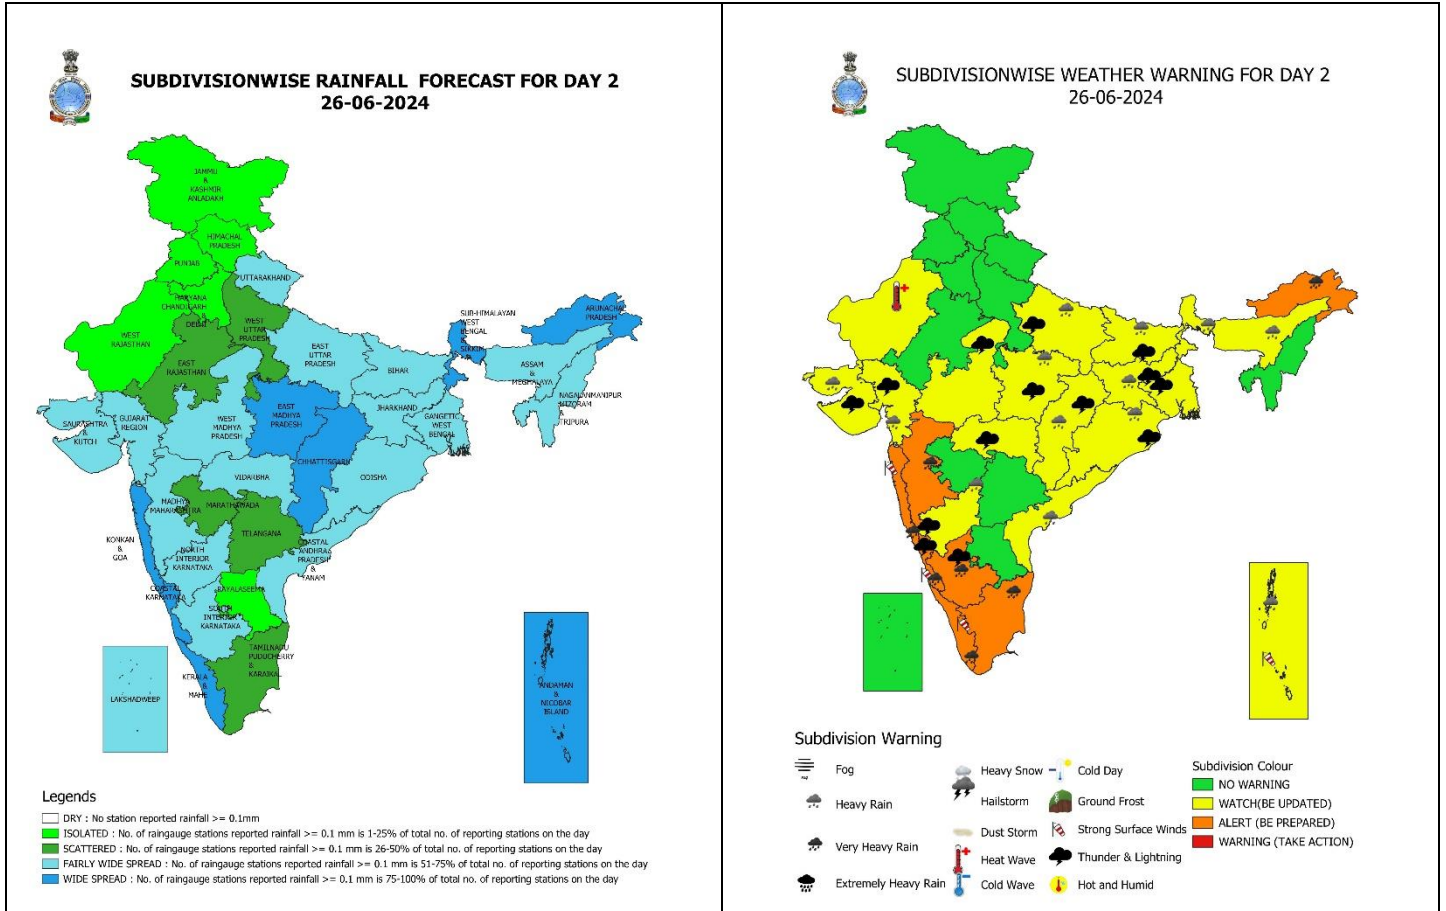 SUBDIVISIONWISE RAINFALL FORECAST FOR DAY 2
26-06-2024
JAMMU
&
KASHMIR
ANLADAKH
HIMACHAL
PRADESH
PUNJAB
UTTARAKHAND
HARYANA
CHANDIGARH
DELHI
WEST
UTTAR
PRADESH
WEST
RAJASTHAN
EAST
RAJASTHAN
EAST
UTTAR
PRADESH
SUB-HIMALAYAN
WEST
BENGAL
SIKKIM
ARUNACHAL
PRADESH
BIHAR
ASSAM
&
MEGHALAYA
NAGALANMANIPUR
MIZORAM
&
TRIPURA
SAURASHTRA
&
KUTCH
GUJARAT
REGION
WEST
MADHYA
PRADESH
EAST
MADHYA
PRADESH
JHARKHAND
GANGETIC
WEST
BENGAL
CHHATTISGARH
ODISHA
VIDARBHA
MADHYA
MAHARASHTRA
MARATHAWADA
TELANGANA
KONKAN
&
GOA
NORTH
INTERIOR
KARNATAKA
COASTAL
ANDHRA
PRADESH
&
YANAM
COASTAL
KARNATAKA
RAYALASEEMA
SOUTH
INTERIOR
KARNATAKA
TAMILNADU
PUDUCHERRY
&
KARAIKAL
KERALA
&
MAHE
LAKSHADWEEP
ANDAMAN
&
NICOBAR
ISLAND
Legends
DRY : No station reported rainfall >= 0.1mm
ISOLATED : No. of raingauge stations reported rainfall >= 0.1 mm is 1-25% of total no. of reporting stations on the day
SCATTERED : No. of raingauge stations reported rainfall >= 0.1 mm is 26-50% of total no. of reporting stations on the day
FAIRLY WIDE SPREAD : No. of raingauge stations reported rainfall >= 0.1 mm is 51-75% of total no. of reporting stations on the day
WIDE SPREAD : No. of raingauge stations reported rainfall >= 0.1 mm is 75-100% of total no. of reporting stations on the day
SUBDIVISIONWISE WEATHER WARNING FOR DAY 2
26-06-2024
Subdivision Warning
Fog
Heavy Rain
Very Heavy Rain
Extremely Heavy Rain
Heavy Snow
Hailstorm
Dust Storm
Heat Wave
Cold Wave
Cold Day
Ground Frost
Strong Surface Winds
Thunder & Lightning
Hot and Humid
Subdivision Colour
NO WARNING
WATCH(BE UPDATED)
ALERT (BE PREPARED)
WARNING (TAKE ACTION)